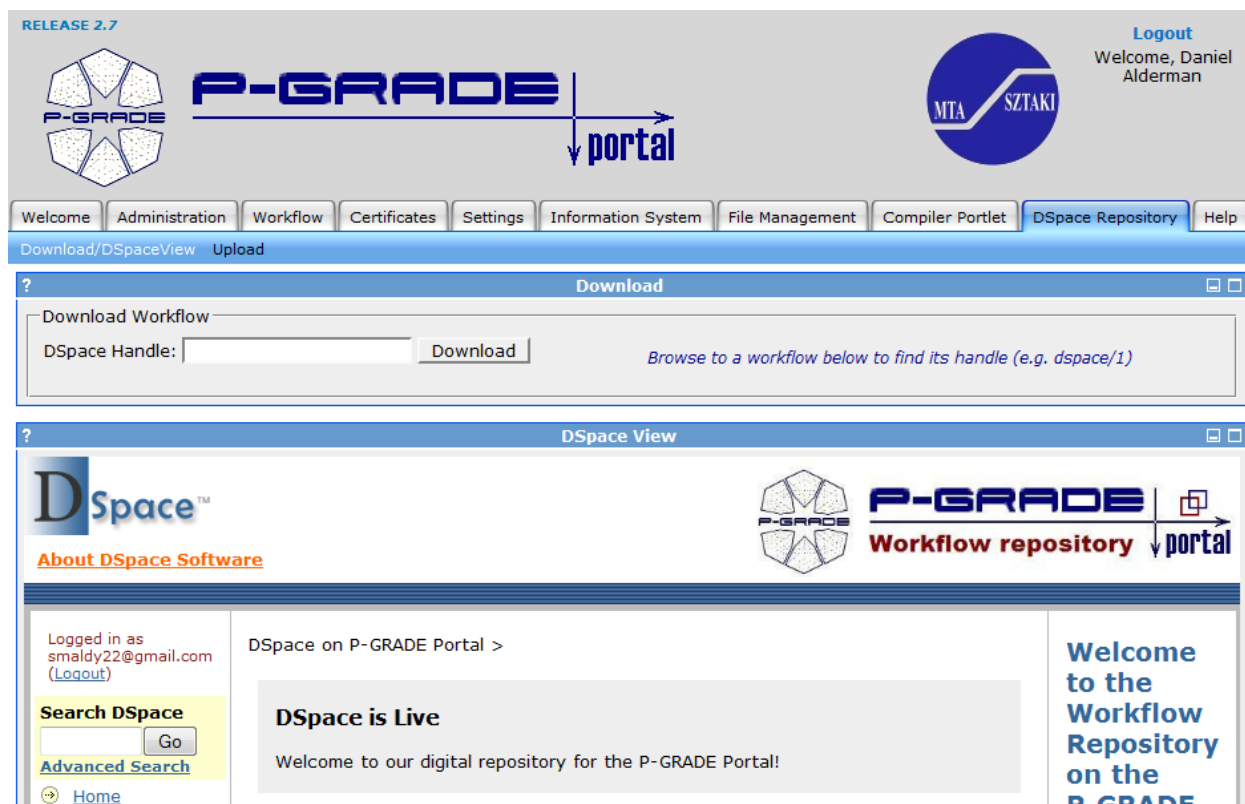 RELEASE 2.7
P-GRADE
P-GRADE
portal
MTA SZTAKI
Logout
Welcome, Daniel
Alderman
Welcome Administration Workflow Certificates Settings Information System File Management Compiler Portlet DSpace Repository Help
Download/DSpaceView Upload
? Download
Download Workflow
DSpace Handle: Download Browse to a workflow below to find its handle (e.g. dspace/1)
? DSpace View
DSpace™
About DSpace Software
P-GRADE
P-GRADE
Workflow repository portal
Logged in as
smaldy22@gmail.com
(Logout)
Search DSpace
Go
Advanced Search
Home
DSpace on P-GRADE Portal >
DSpace is Live
Welcome to our digital repository for the P-GRADE Portal!
Welcome
to the
Workflow
Repository
on the
P-GRADE